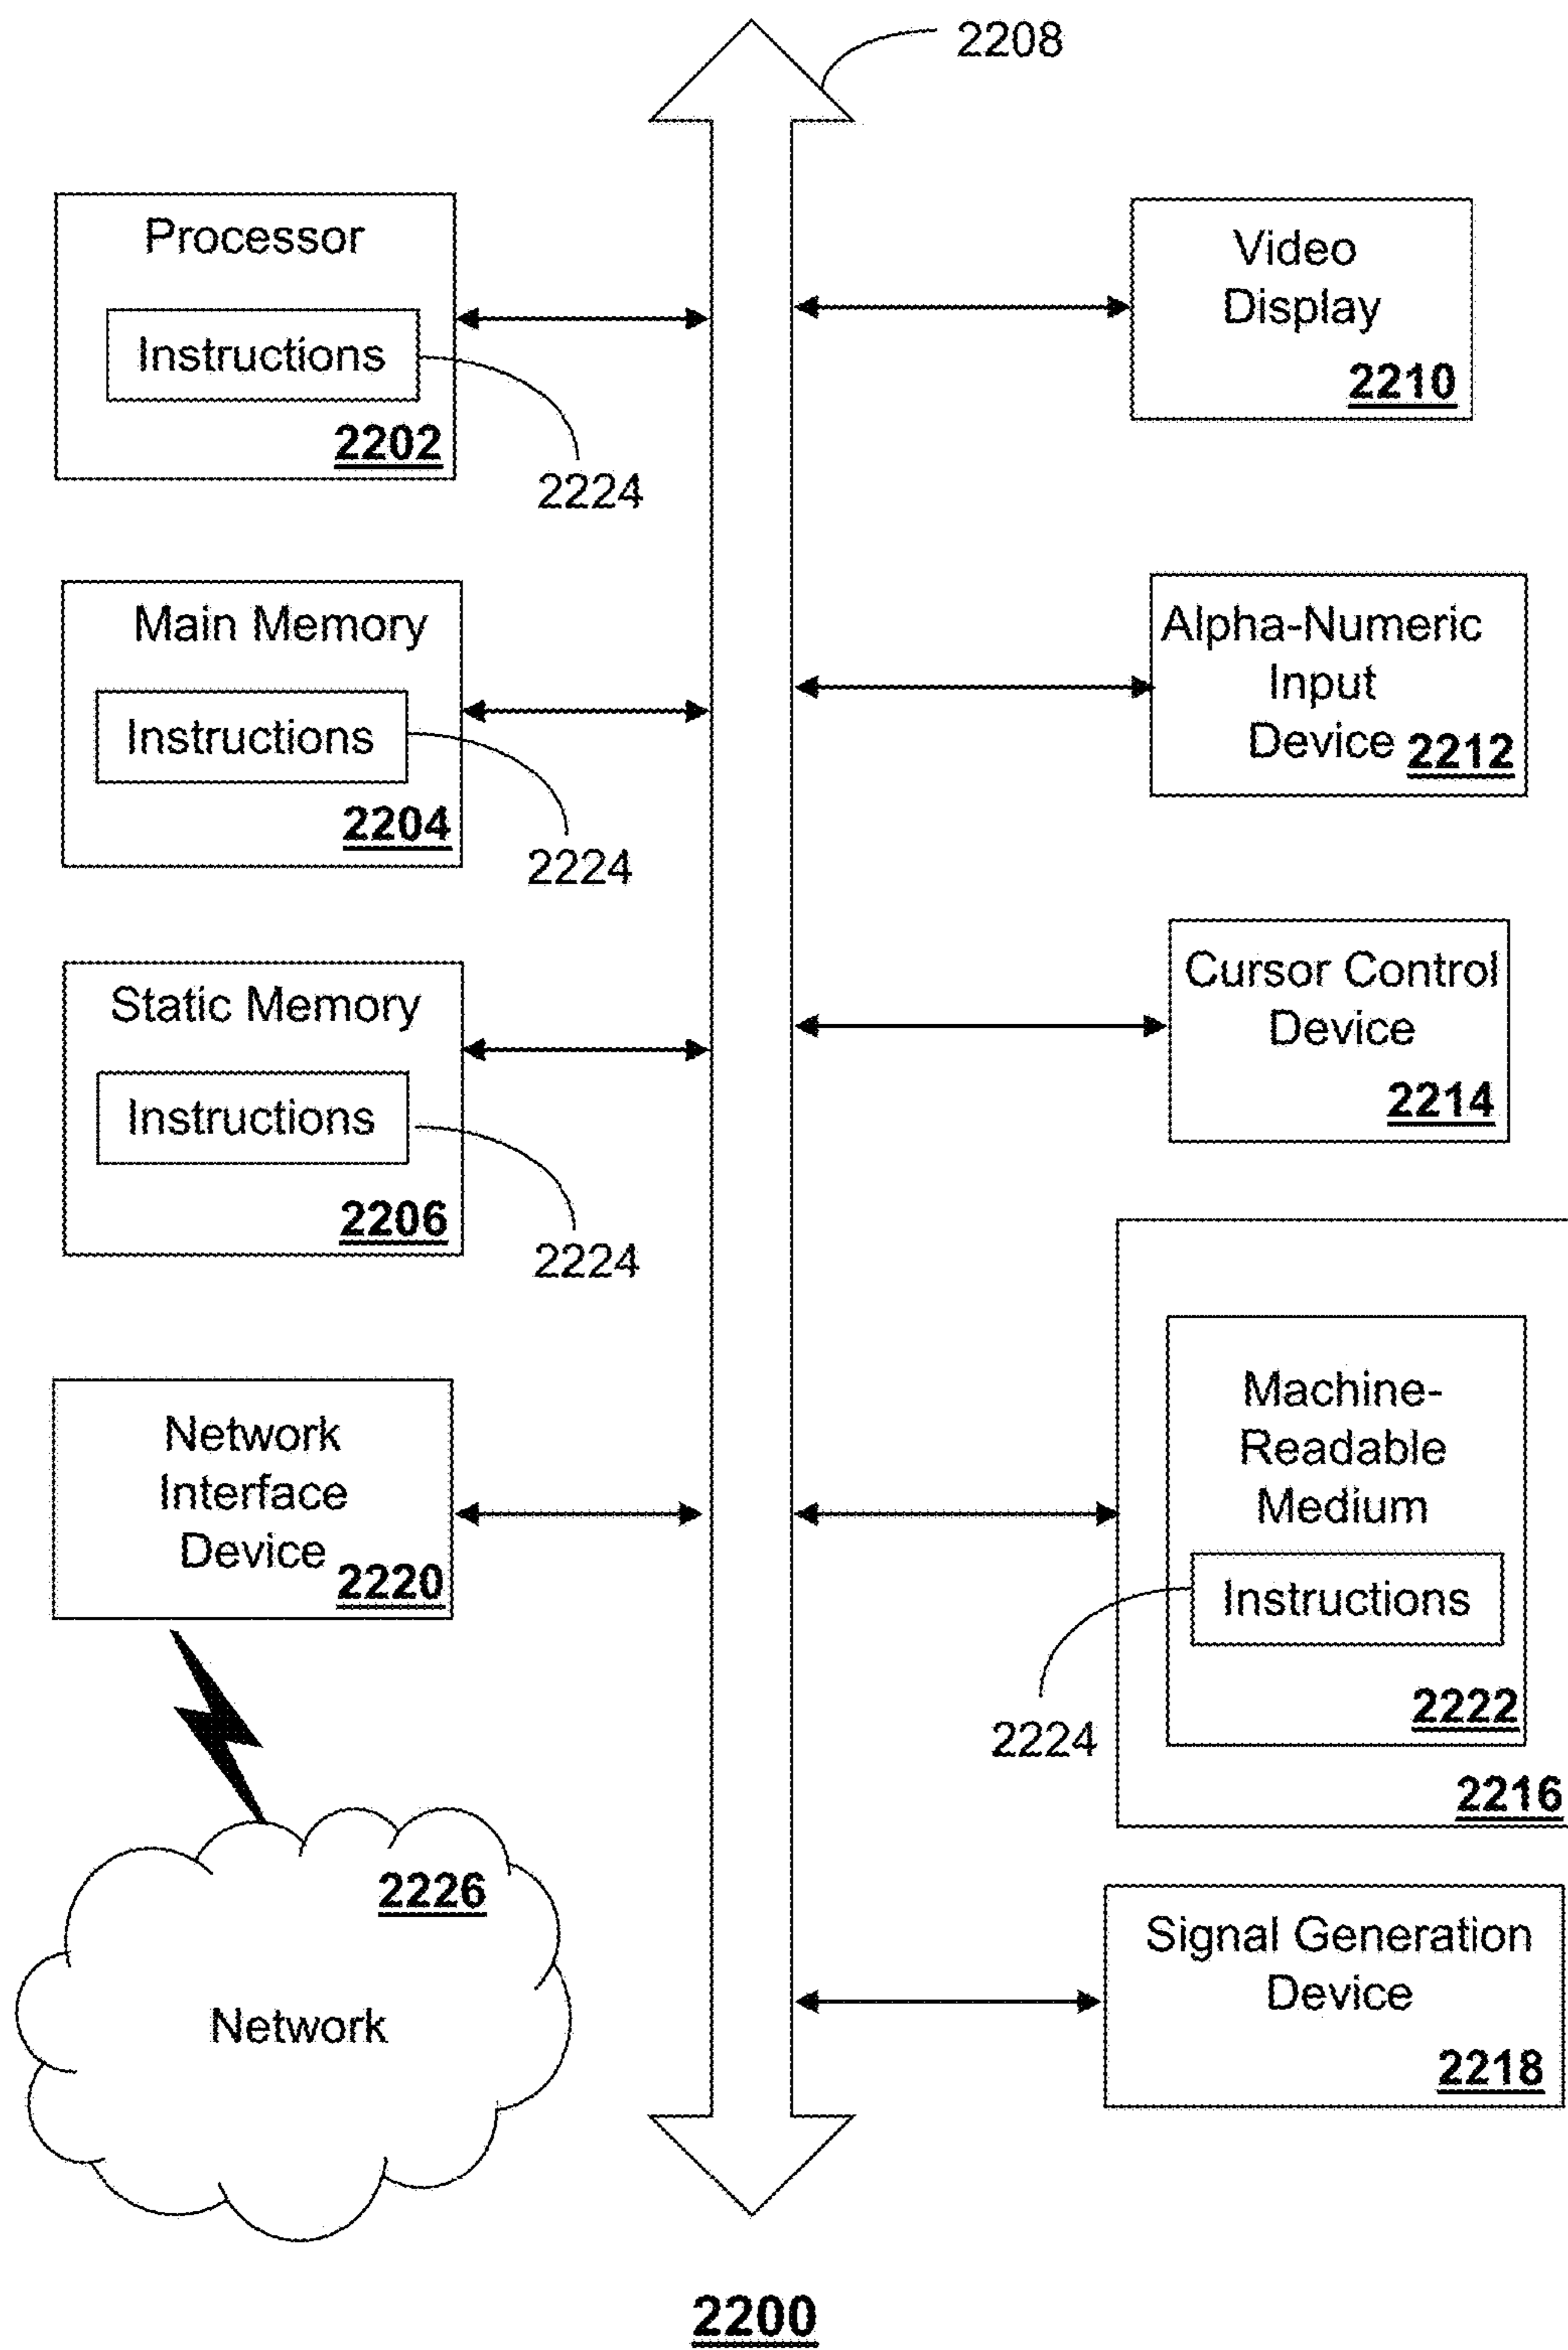 2208
Processor
Instructions
2202
2224
Main Memory
Instructions
2204
2224
Static Memory
Instructions
2206
2224
Network
Interface
Device
2220
2226
Network
Video
Display
2210
Alpha-Numeric
Input
Device 2212
Cursor Control
Device
2214
Machine-
Readable
Medium
Instructions
2224
2222
2216
Signal Generation
Device
2218
2200